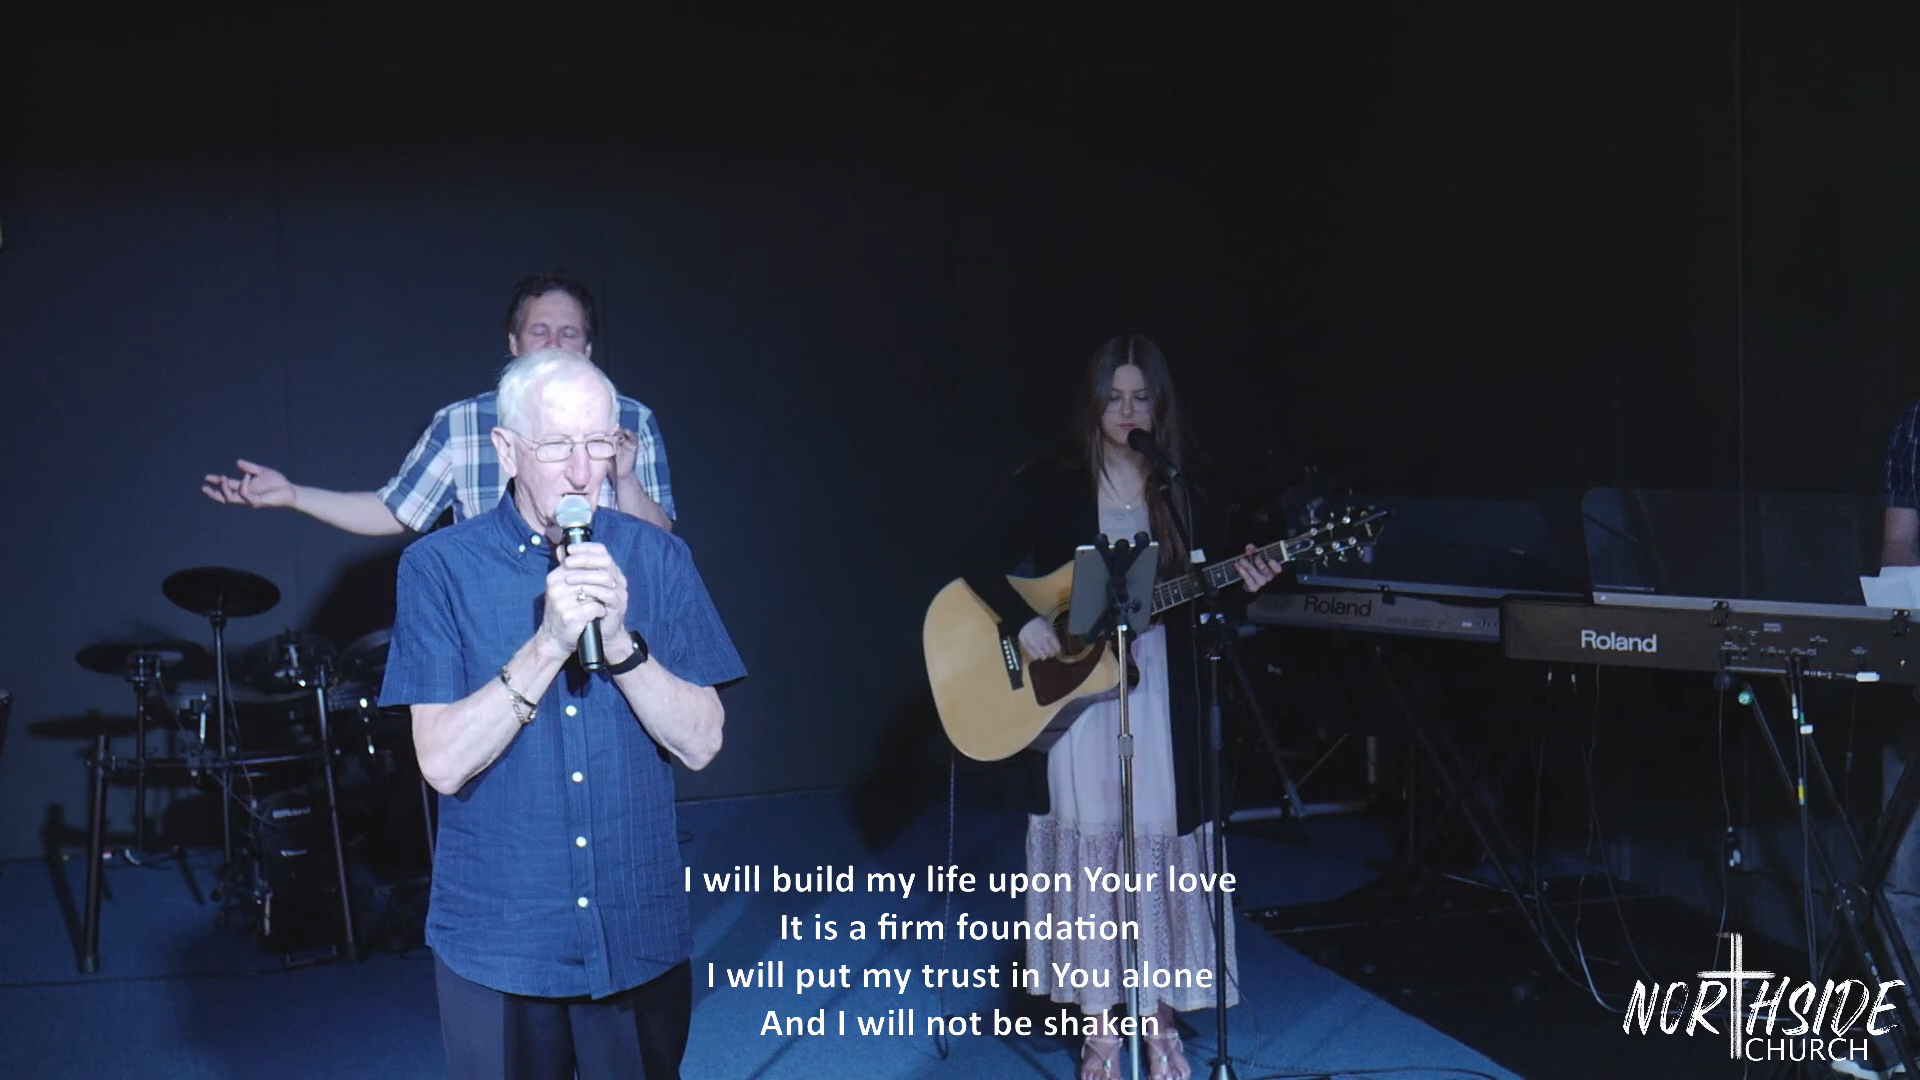 Roland
Roland
I will build my life upon Your love
It is a firm foundation
I will put my trust in You alone
And I will not be shaken
NORTHSIDE
CHURCH